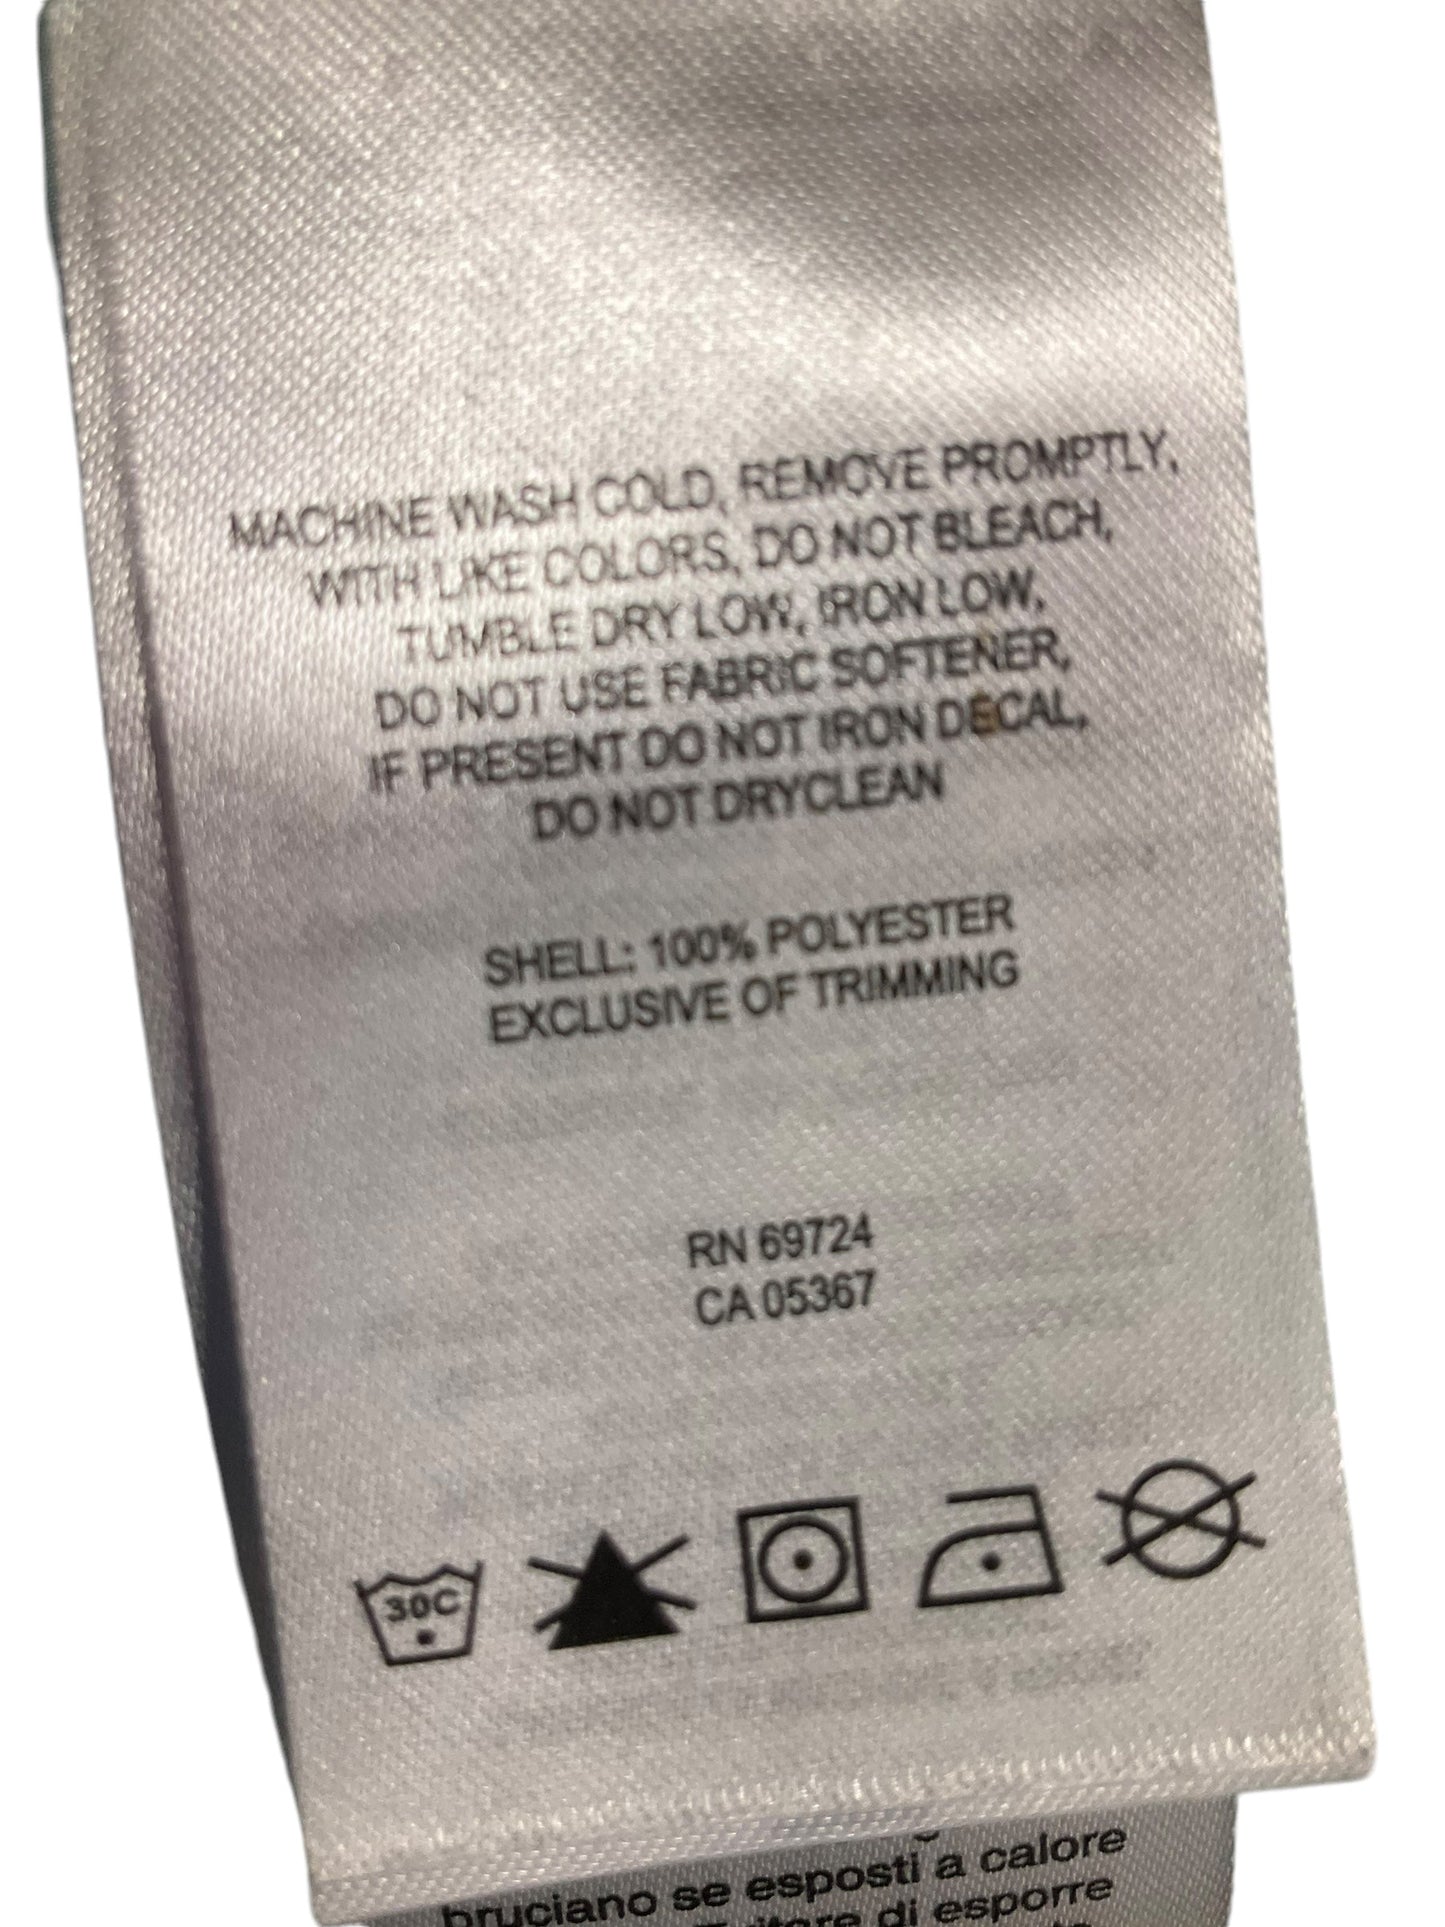 MACHINE WASH COLD, REMOVE PROMPTLY,
WITH LIKE COLORS, DO NOT BLEACH,
TUMBLE DRY LOW, IRON LOW,
DO NOT USE FABRIC SOFTENER,
IF PRESENT DO NOT IRON DECAL,
DO NOT DRYCLEAN
SHELL: 100% POLYESTER
EXCLUSIVE OF TRIMMING
RN 69724
CA 05367
30C
bruciano se esposti a calore
di esporre